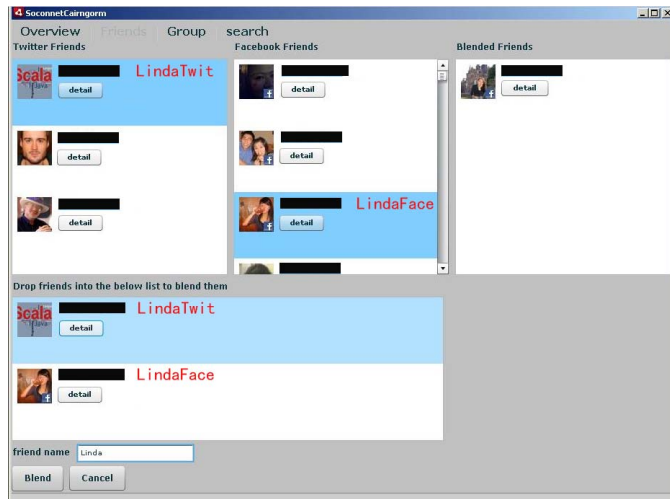 SoconnetCairngorm
Overview Friends Group search
Twitter Friends
Facebook Friends
Blended Friends
Scala
LindaTwit
detail
detail
detail
detail
detail
LindaFace
detail
detail
Drop friends into the below list to blend them
Scala
LindaTwit
detail
LindaFace
detail
friend name Linda
Blend Cancel